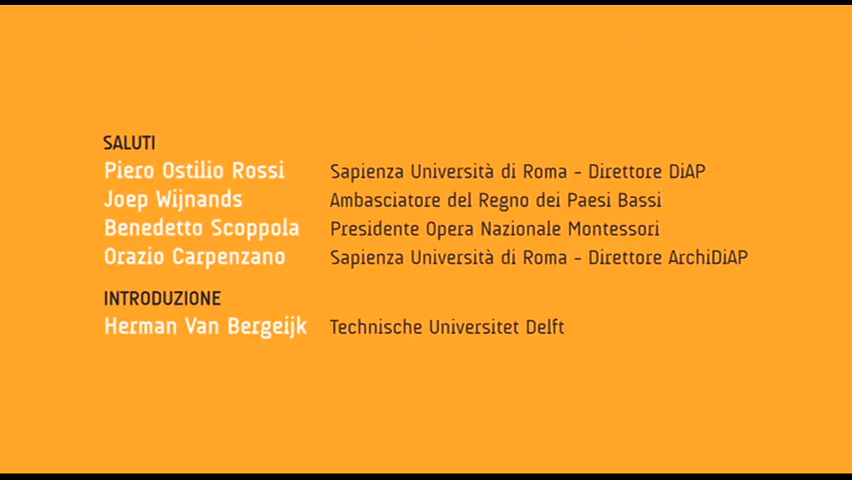 SALUTI
Piero Ostilio Rossi Sapienza Università di Roma - Direttore DiAP
Joep Wijnands Ambasciatore del Regno dei Paesi Bassi
Benedetto Scoppola Presidente Opera Nazionale Montessori
Orazio Carpenzano Sapienza Università di Roma - Direttore ArchiDiAP
INTRODUZIONE
Herman Van Bergeijk Technische Universitet Delft